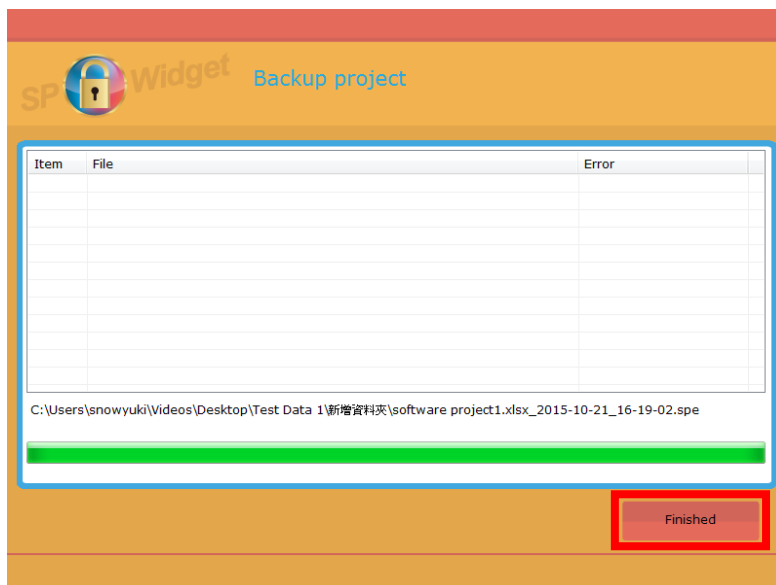 SP Widget
Backup project
Item File Error
C:\Users\snowyuki\Videos\Desktop\Test Data 1\新增資料夾\software project1.xlsx_2015-10-21_16-19-02.spe
Finished